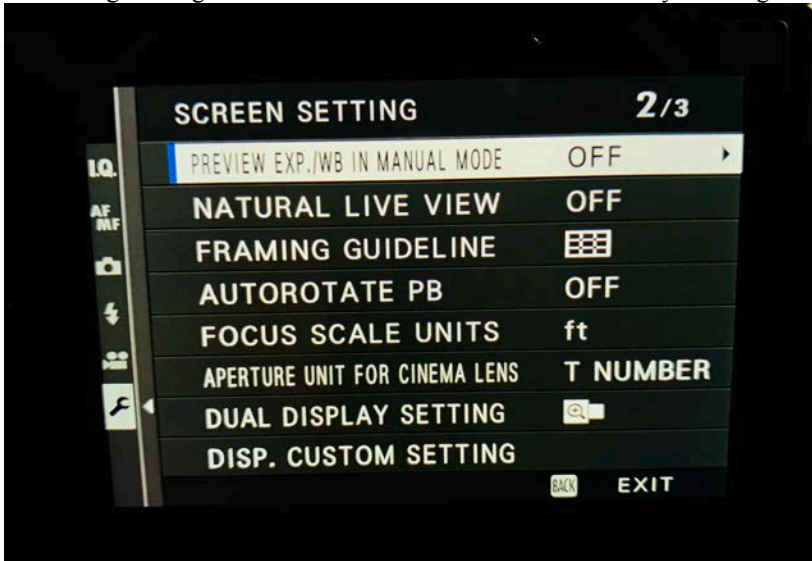 SCREEN SETTING 2/3
I.Q. PREVIEW EXP./WB IN MANUAL MODE OFF
NATURAL LIVE VIEW OFF
AF MF FRAMING GUIDELINE
AUTOROTATE PB OFF
FOCUS SCALE UNITS ft
APERTURE UNIT FOR CINEMA LENS T NUMBER
DUAL DISPLAY SETTING
DISP. CUSTOM SETTING
BACK EXIT